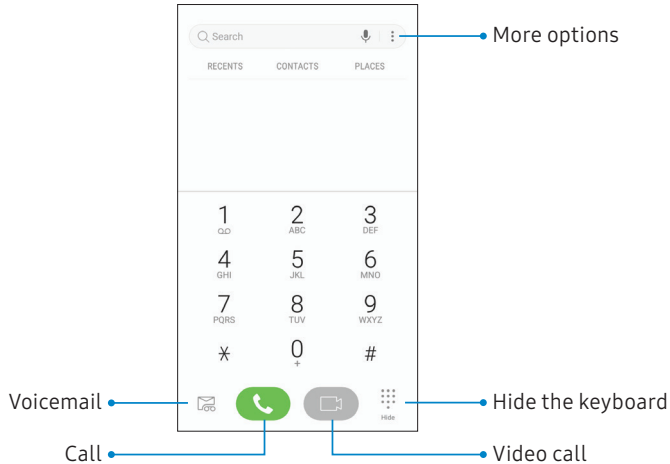 Search
More options
RECENTS CONTACTS PLACES
1 2 3
ABC DEF
4 5 6
GHI JKL MNO
7 8 9
PQRS TUV WXYZ
* 0 #
+
Voicemail
Hide the keyboard
Hide
Call
Video call